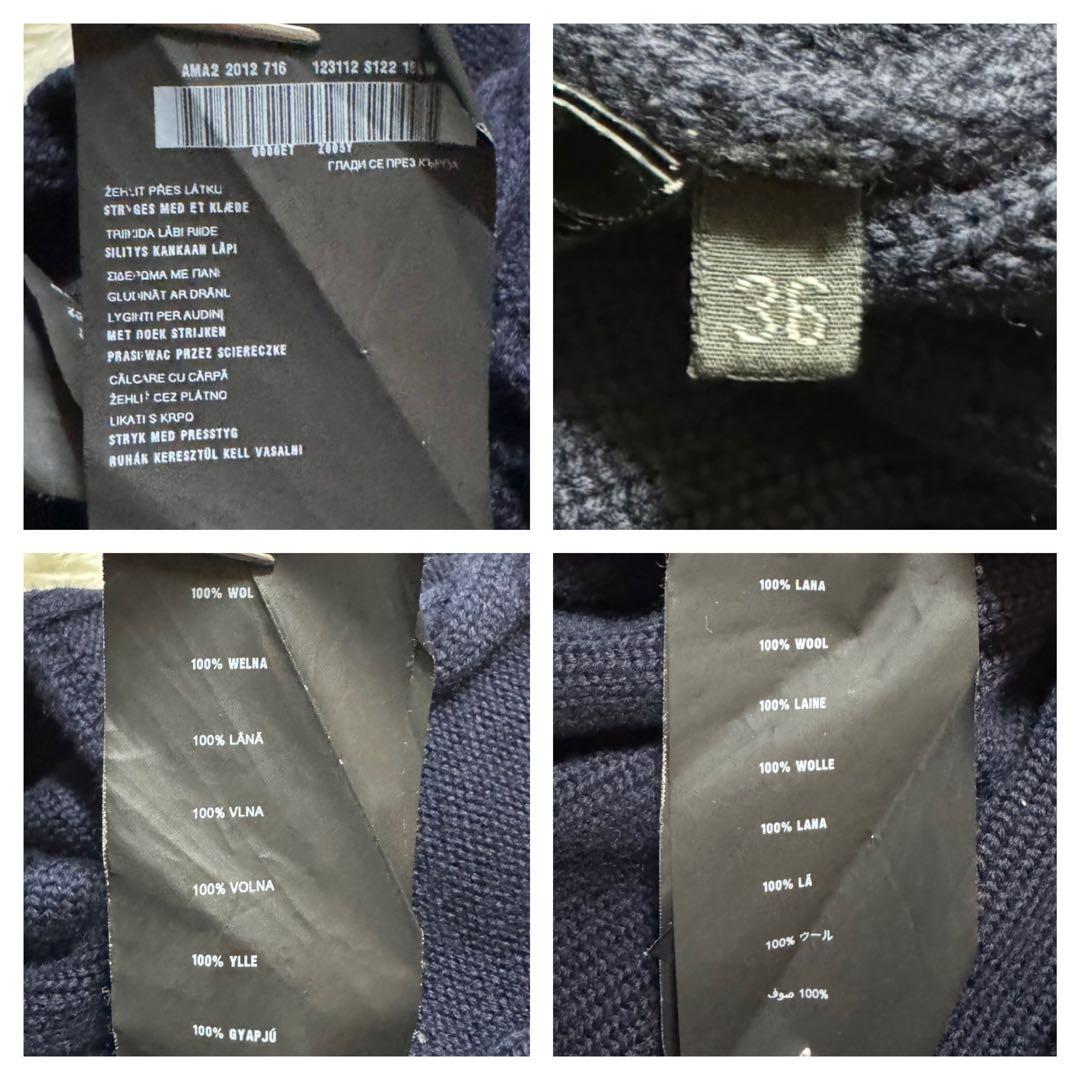 AMA2 2012 716 123112 S122
ГЛАДИ СЕ ПРЕЗ КЪРПА
ŽEHLIT PŘES LÁTKU
STRYGES MED ET KLÆDE
TRIIKIDA LÄBI RIIDE
SILITYS KANKAAN LÄPI
ΣΙΔΕΡΩΜΑ ΜΕ ΠΑΝΙ
GLUDINĀT AR DRĀNU
LYGINTI PER AUDINĮ
MET DOEK STRIJKEN
PRASOWAC PRZEZ SCIERECZKE
CĂLCARE CU CÂRPĂ
ŽEHLIŤ CEZ PLÁTNO
LIKATI S KRPO
STRYK MED PRESSTYG
RUHÁN KERESZTÜL KELL VASALNI
36
100% WOL
100% WELNA
100% LÂNĂ
100% VLNA
100% VOLNA
100% YLLE
100% GYAPJÚ
100% LANA
100% WOOL
100% LAINE
100% WOLLE
100% LANA
100% LÃ
100% ウール
100% صوف